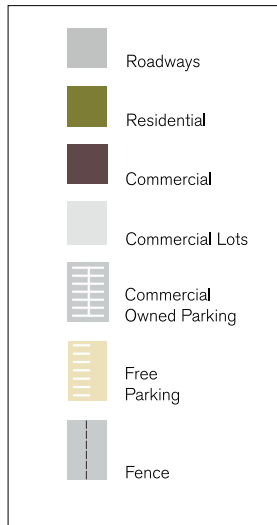 Roadways
Residential
Commercial
Commercial Lots
Commercial
Owned Parking
Free
Parking
Fence